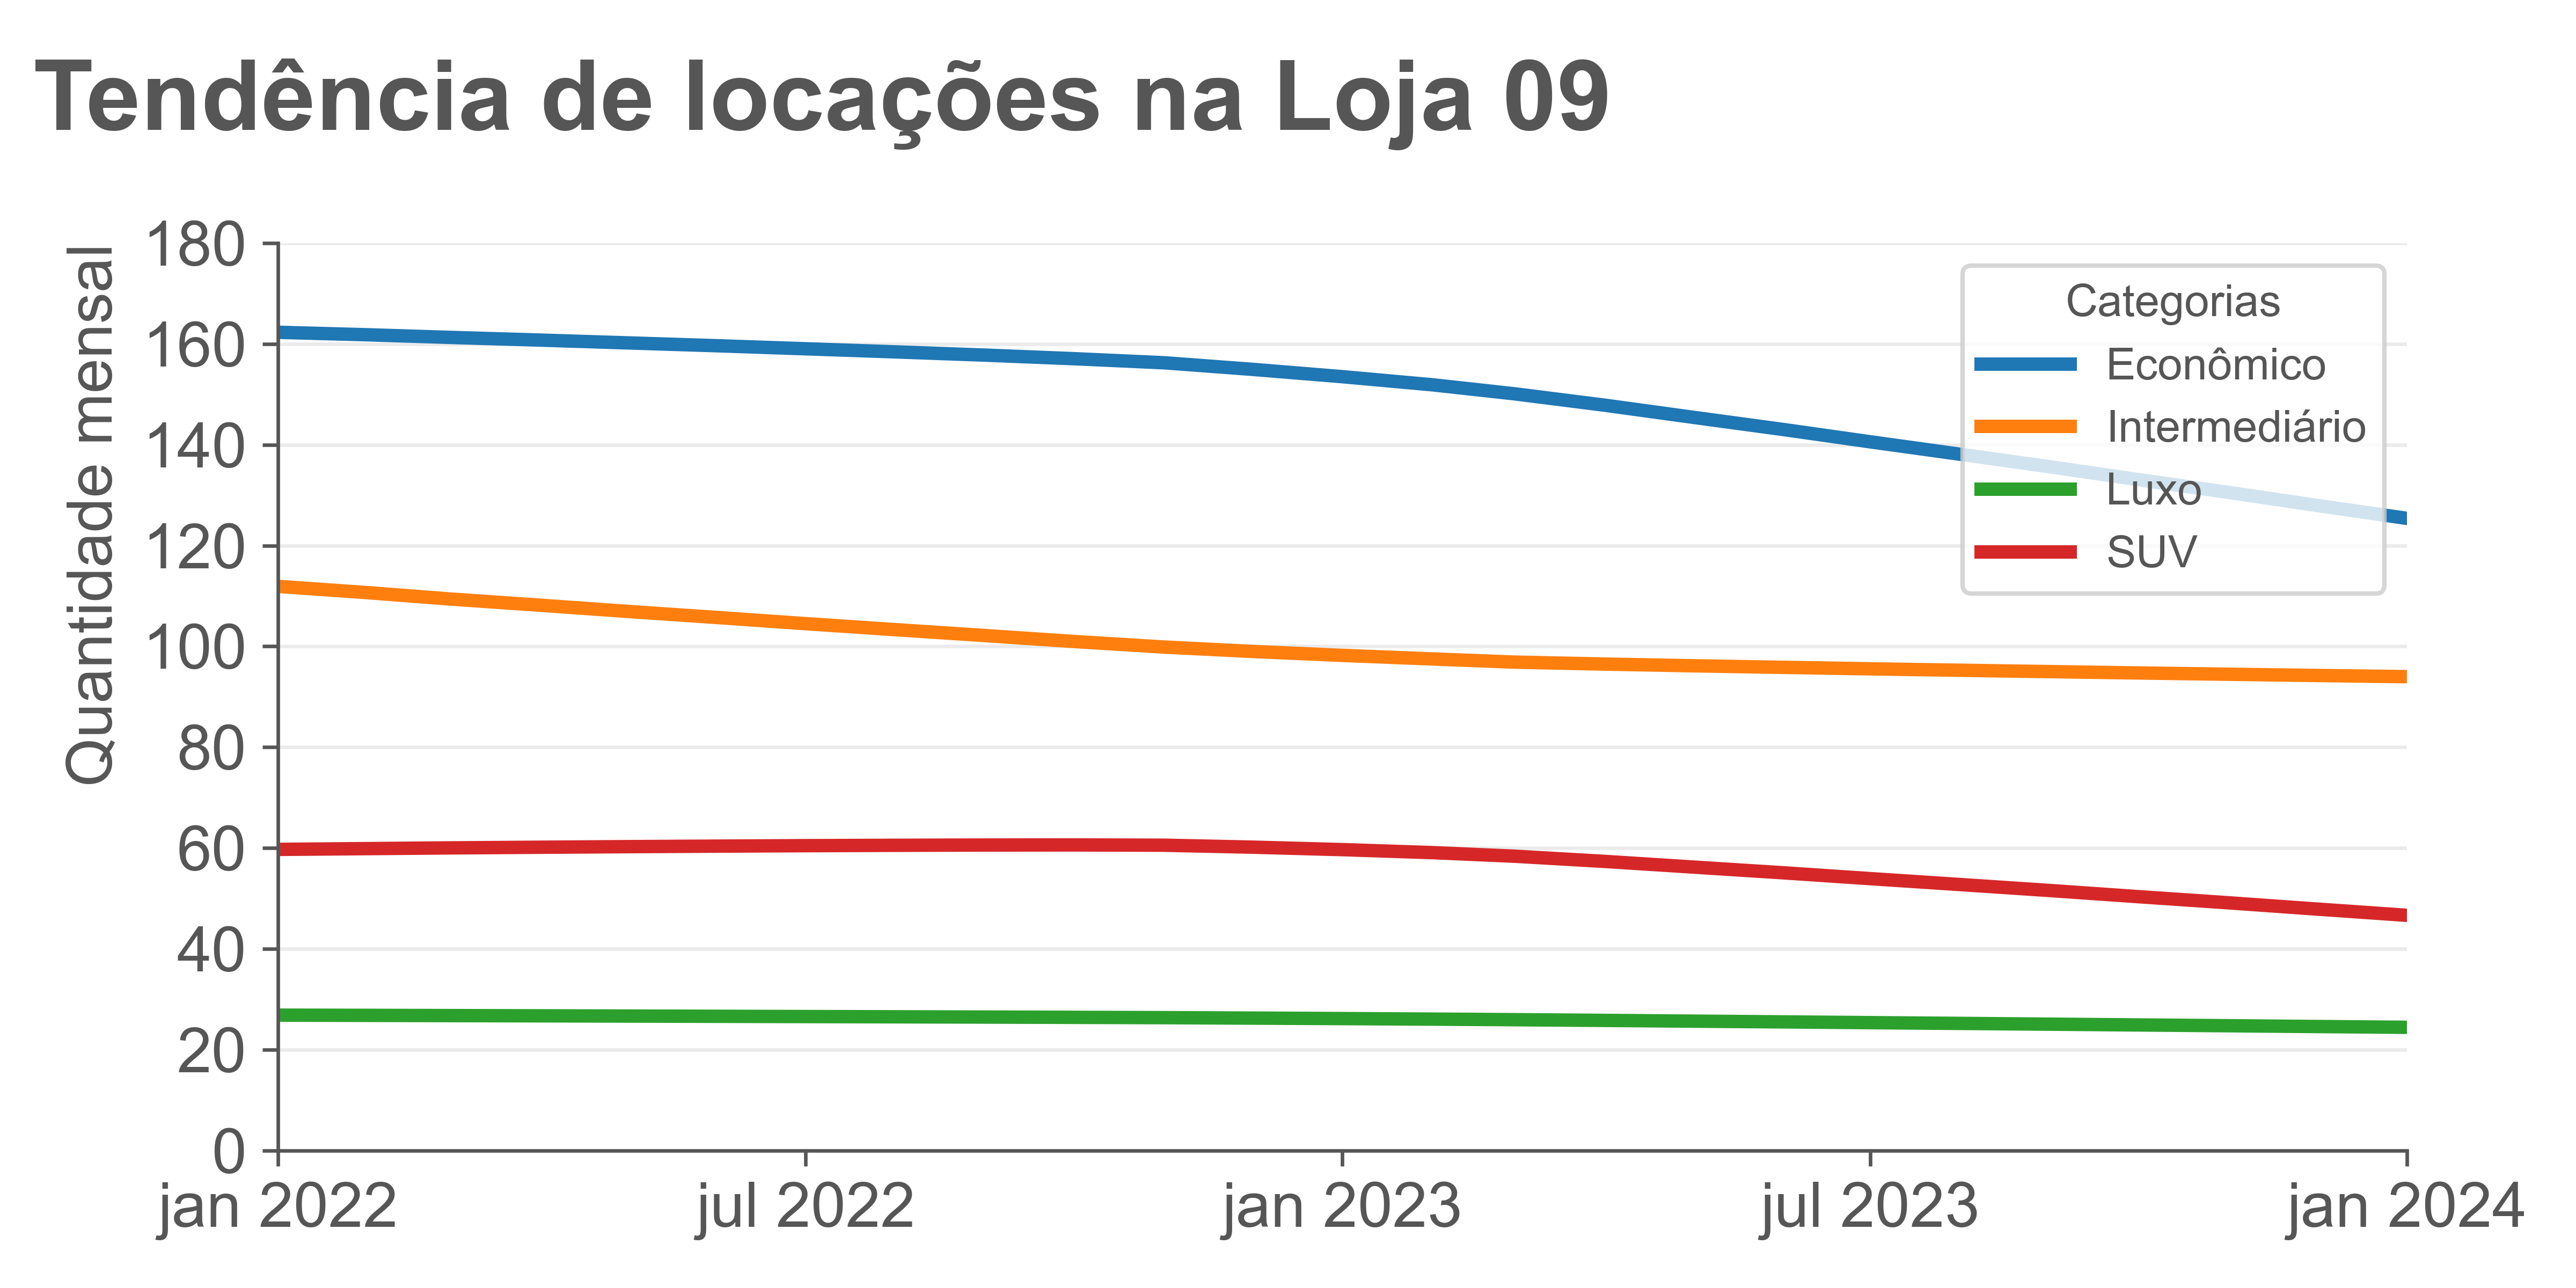 Tendência de locações na Loja 09
Quantidade mensal
180
160
140
120
100
80
60
40
20
0
jan 2022
jul 2022
jan 2023
jul 2023
jan 2024
Categorias
Econômico
Intermediário
Luxo
SUV